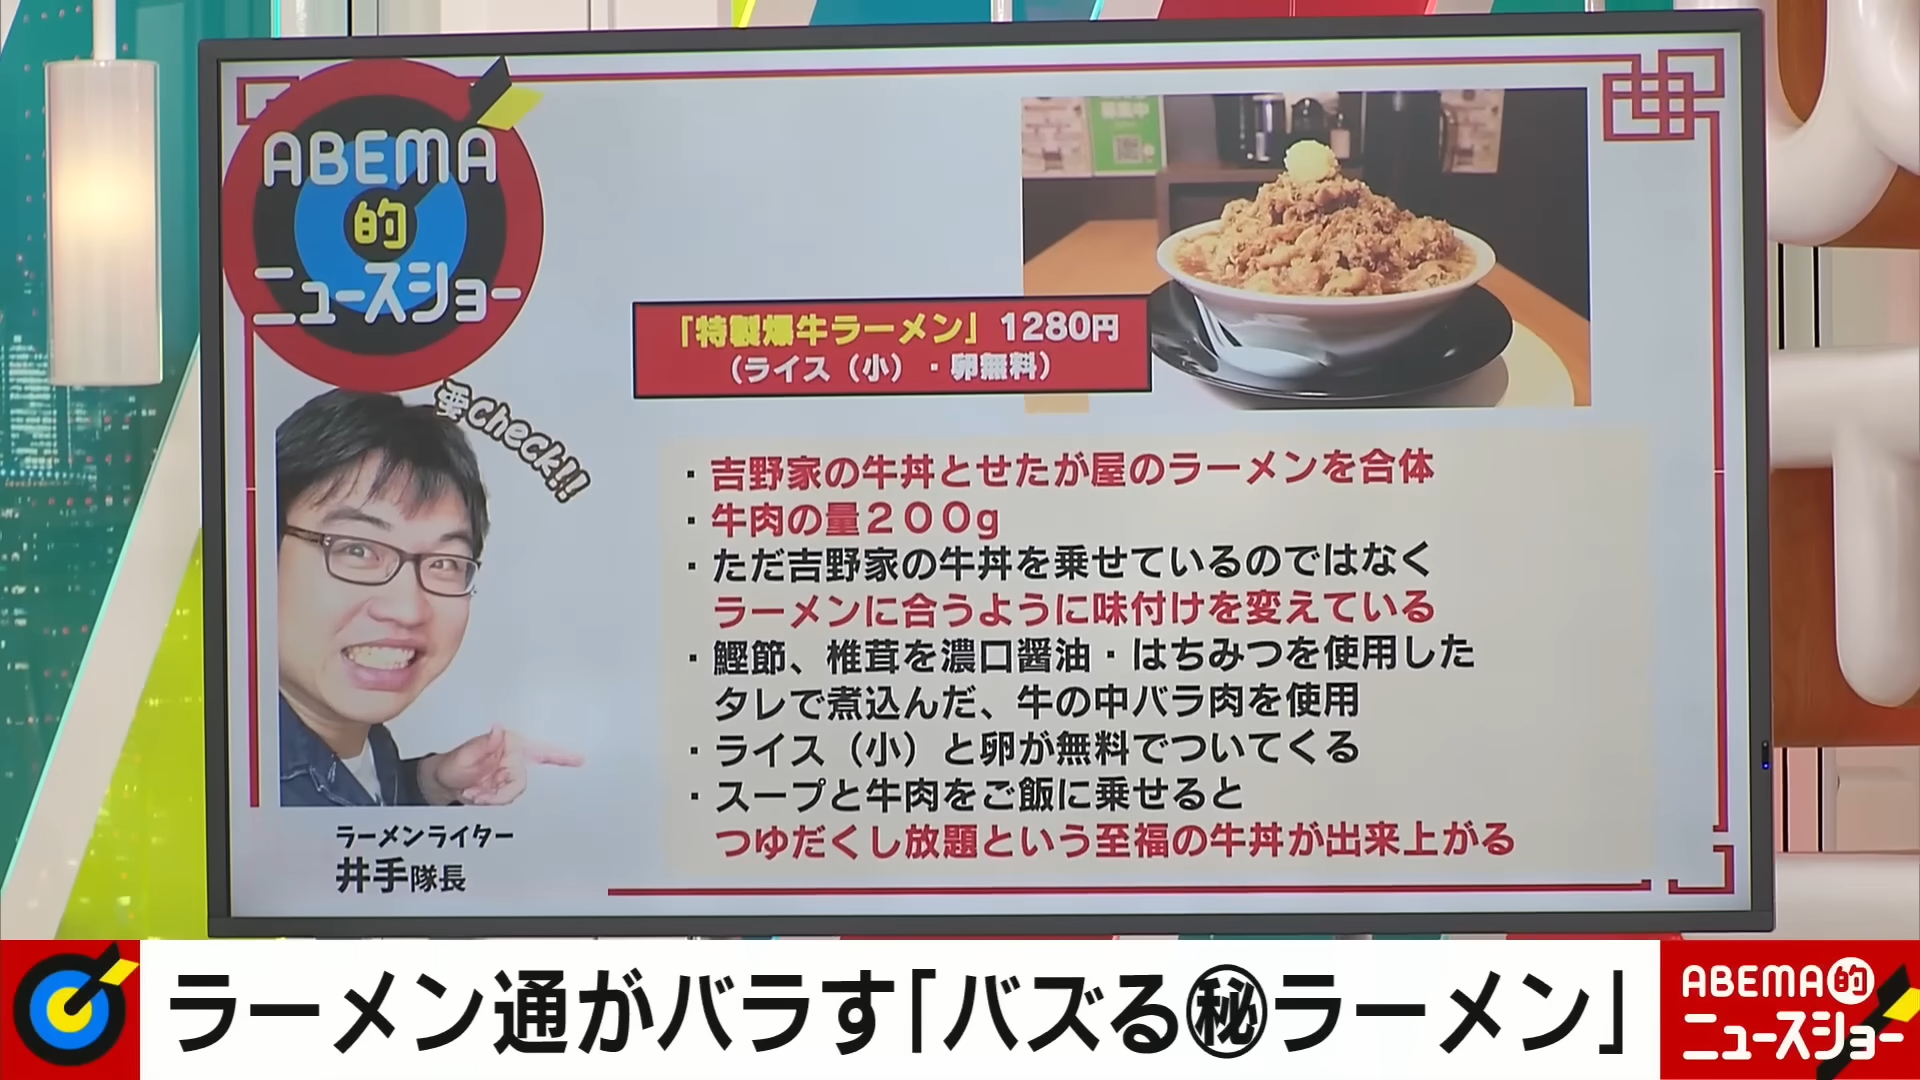 ABEMA
的
ニュースショー
「特製爆牛ラーメン」1280円
（ライス（小）・卵無料）
要Check!!
・吉野家の牛丼とせたが屋のラーメンを合体
・牛肉の量２００g
・ただ吉野家の牛丼を乗せているのではなく
ラーメンに合うように味付けを変えている
・鰹節、椎茸を濃口醤油・はちみつを使用した
タレで煮込んだ、牛の中バラ肉を使用
・ライス（小）と卵が無料でついてくる
・スープと牛肉をご飯に乗せると
つゆだくし放題という至福の牛丼が出来上がる
ラーメンライター
井手隊長
ラーメン通がバラす「バズる㊙ラーメン」
ABEMA的
ニュースショー